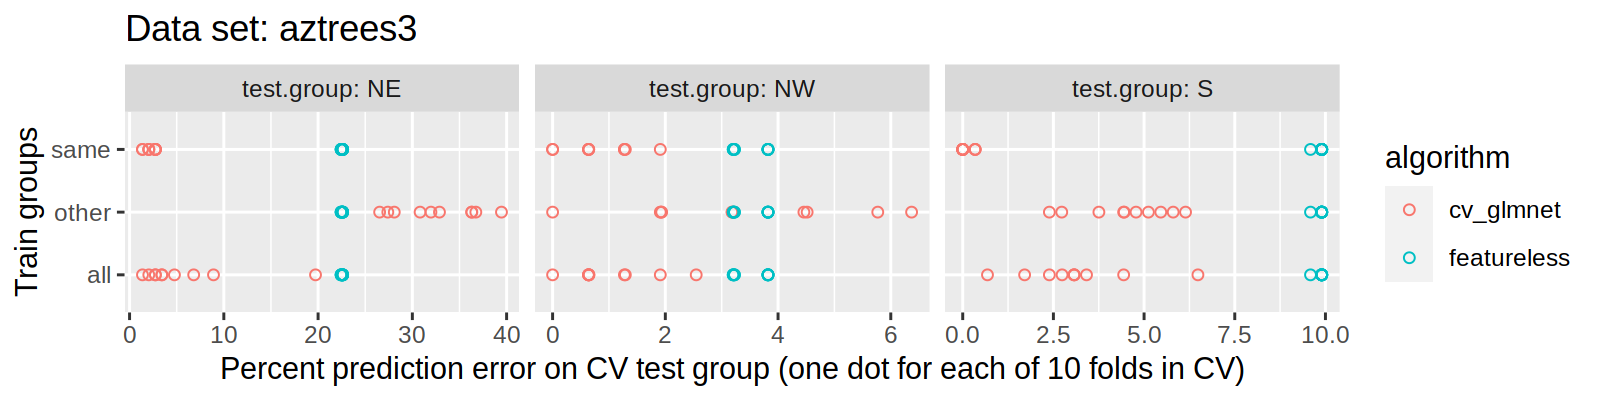 Data set: aztrees3
test.group: NE
test.group: NW
test.group: S
Train groups
same
other
all
0 10 20 30 40
0 2 4 6
0.0 2.5 5.0 7.5 10.0
Percent prediction error on CV test group (one dot for each of 10 folds in CV)
algorithm
cv_glmnet
featureless